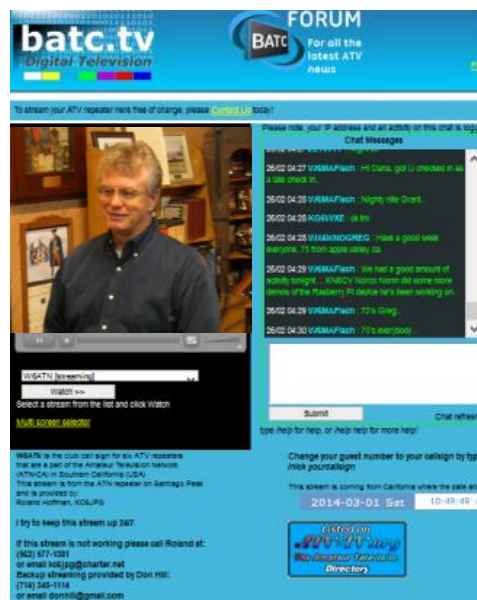 batc.tv
Digital Television
BATC
FORUM
For all the
latest ATV
news
To stream your ATV repeater here free of charge, please Contact Us today!
Please note, your IP address and an activity on this chat is log
Chat Messages
26/02 04:27 W6MAFlech : Hi Dana, got U checked in as
a late check in..
26/02 04:28 W6MAFlech : Nighty nite Grant..
26/02 04:28 : ok tnx
26/02 04:28 : Have a good week
everyone. 73 from apple valley, ca.
26/02 04:29 W6MAFlech : We had a good amount of
activity tonight ... KN6CV Norco Norm did some more
demos of the Rasberry PI device he's been working on.
26/02 04:29 W6MAFlech : 73's Greg..
26/02 04:30 W6MAFlech : 73's everybody ..
W6ATN [streaming]
Watch >>
Select a stream from the list and click Watch
Multi screen selector
Submit
Chat refresh
type /help for help, or /help for more help!
W6ATN is the club call sign for six ATV repeaters
that are a part of the Amateur Television Network
(ATN-CA) in Southern California (USA)
This stream is from the ATN repeater on Santiago Peak
and is provided by:
Roland Hoffman, KC6JPG
I try to keep this stream up 24/7.
If this stream is not working please call Roland at:
(562) 577-1381
or email kc6jpg@charter.net
Backup streaming provided by Don Hill:
(714) 345-1114
or email donhill@gmail.com
Change your guest number to your callsign by typ
/nick yourcallsign
This stream is coming from California where the date an
2014-03-01 Sat 10:49:49
Listed on
The Amateur Television
Directory